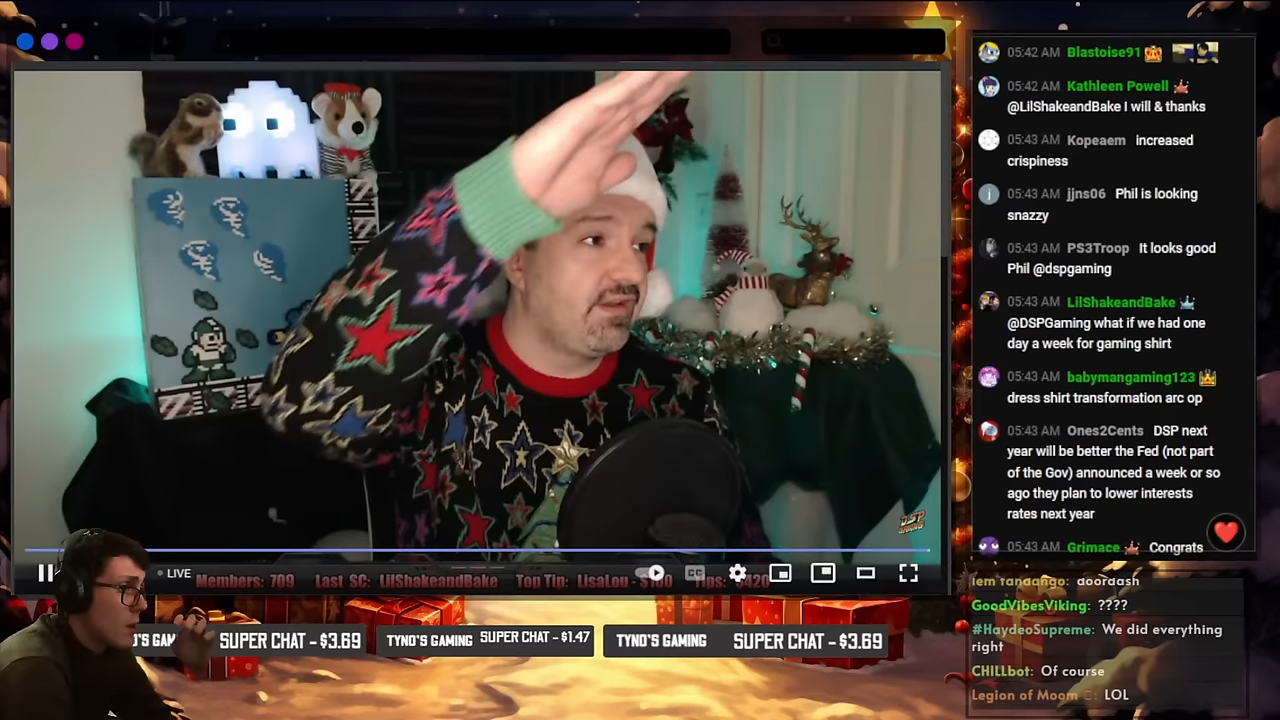 05:42 AM Blastoise91
05:42 AM Kathleen Powell
@LilShakeandBake I will & thanks
05:43 AM Kopeaem increased
crispiness
05:43 AM jjns06 Phil is looking
snazzy
05:43 AM PS3Troop It looks good
Phil @dspgaming
05:43 AM LilShakeandBake
@DSPGaming what if we had one
day a week for gaming shirt
05:43 AM babymangaming123
dress shirt transformation arc op
05:43 AM Ones2Cents DSP next
year will be better the Fed (not part
of the Gov) announced a week or so
ago they plan to lower interests
rates next year
05:43 AM Grimace Congrats
DSP
GAMING
LIVE
Members: 709 Last SC: LilShakeandBake Top Tip: LisaLou
CC
SUPER CHAT - $3.69
TYNO'S GAMING SUPER CHAT - $1.47
TYNO'S GAMING SUPER CHAT - $3.69
lem fandango: doordash
GoodVibesViking: ????
#HaydeoSupreme: We did everything
right
CHILLbot: Of course
Legion of Moom : LOL